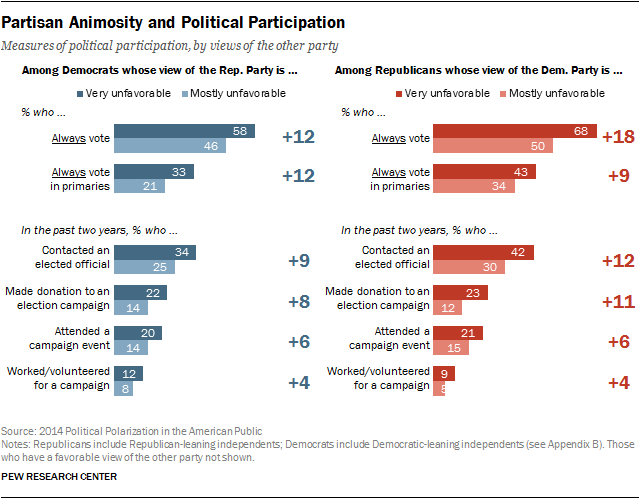 Partisan Animosity and Political Participation
Measures of political participation, by views of the other party
Among Democrats whose view of the Rep. Party is ...
Very unfavorable Mostly unfavorable
% who ...
Always vote 58 46 +12
Always vote
in primaries 33 21 +12
In the past two years, % who ...
Contacted an
elected official 34 25 +9
Made donation to an
election campaign 22 14 +8
Attended a
campaign event 20 14 +6
Worked/volunteered
for a campaign 12 8 +4
Among Republicans whose view of the Dem. Party is ...
Very unfavorable Mostly unfavorable
% who ...
Always vote 68 50 +18
Always vote
in primaries 43 34 +9
In the past two years, % who ...
Contacted an
elected official 42 30 +12
Made donation to an
election campaign 23 12 +11
Attended a
campaign event 21 15 +6
Worked/volunteered
for a campaign 9 5 +4
Source: 2014 Political Polarization in the American Public
Notes: Republicans include Republican-leaning independents; Democrats include Democratic-leaning independents (see Appendix B). Those
who have a favorable view of the other party not shown.
PEW RESEARCH CENTER